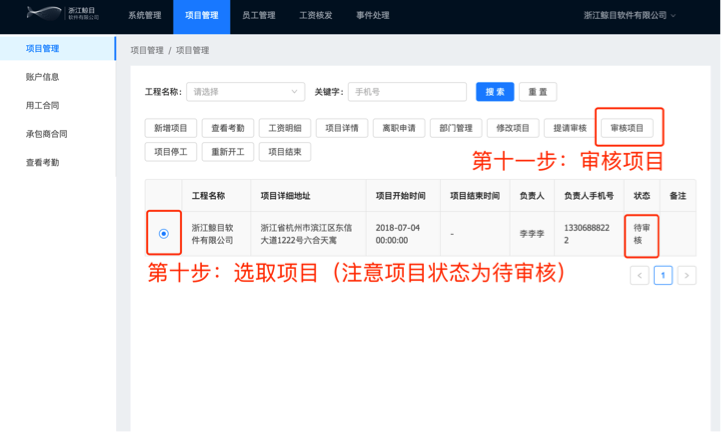 浙江鲸目
软件有限公司
系统管理 项目管理 员工管理 工资核发 事件处理 浙江鲸目软件有限公司
项目管理
账户信息
用工合同
承包商合同
查看考勤
项目管理 / 项目管理
工程名称: 请选择 关键字: 手机号 搜 索 重 置
新增项目 查看考勤 工资明细 项目详情 离职申请 部门管理 修改项目 提请审核 审核项目
项目停工 重新开工 项目结束
第十一步：审核项目
工程名称 项目详细地址 项目开始时间 项目结束时间 负责人 负责人手机号 状态 备注
浙江鲸目软 浙江省杭州市滨江区东信 2018-07-04 - 李李李 1330688822 待审
件有限公司 大道1222号六合天寓 00:00:00 2 核
第十步：选取项目（注意项目状态为待审核）
< 1 >